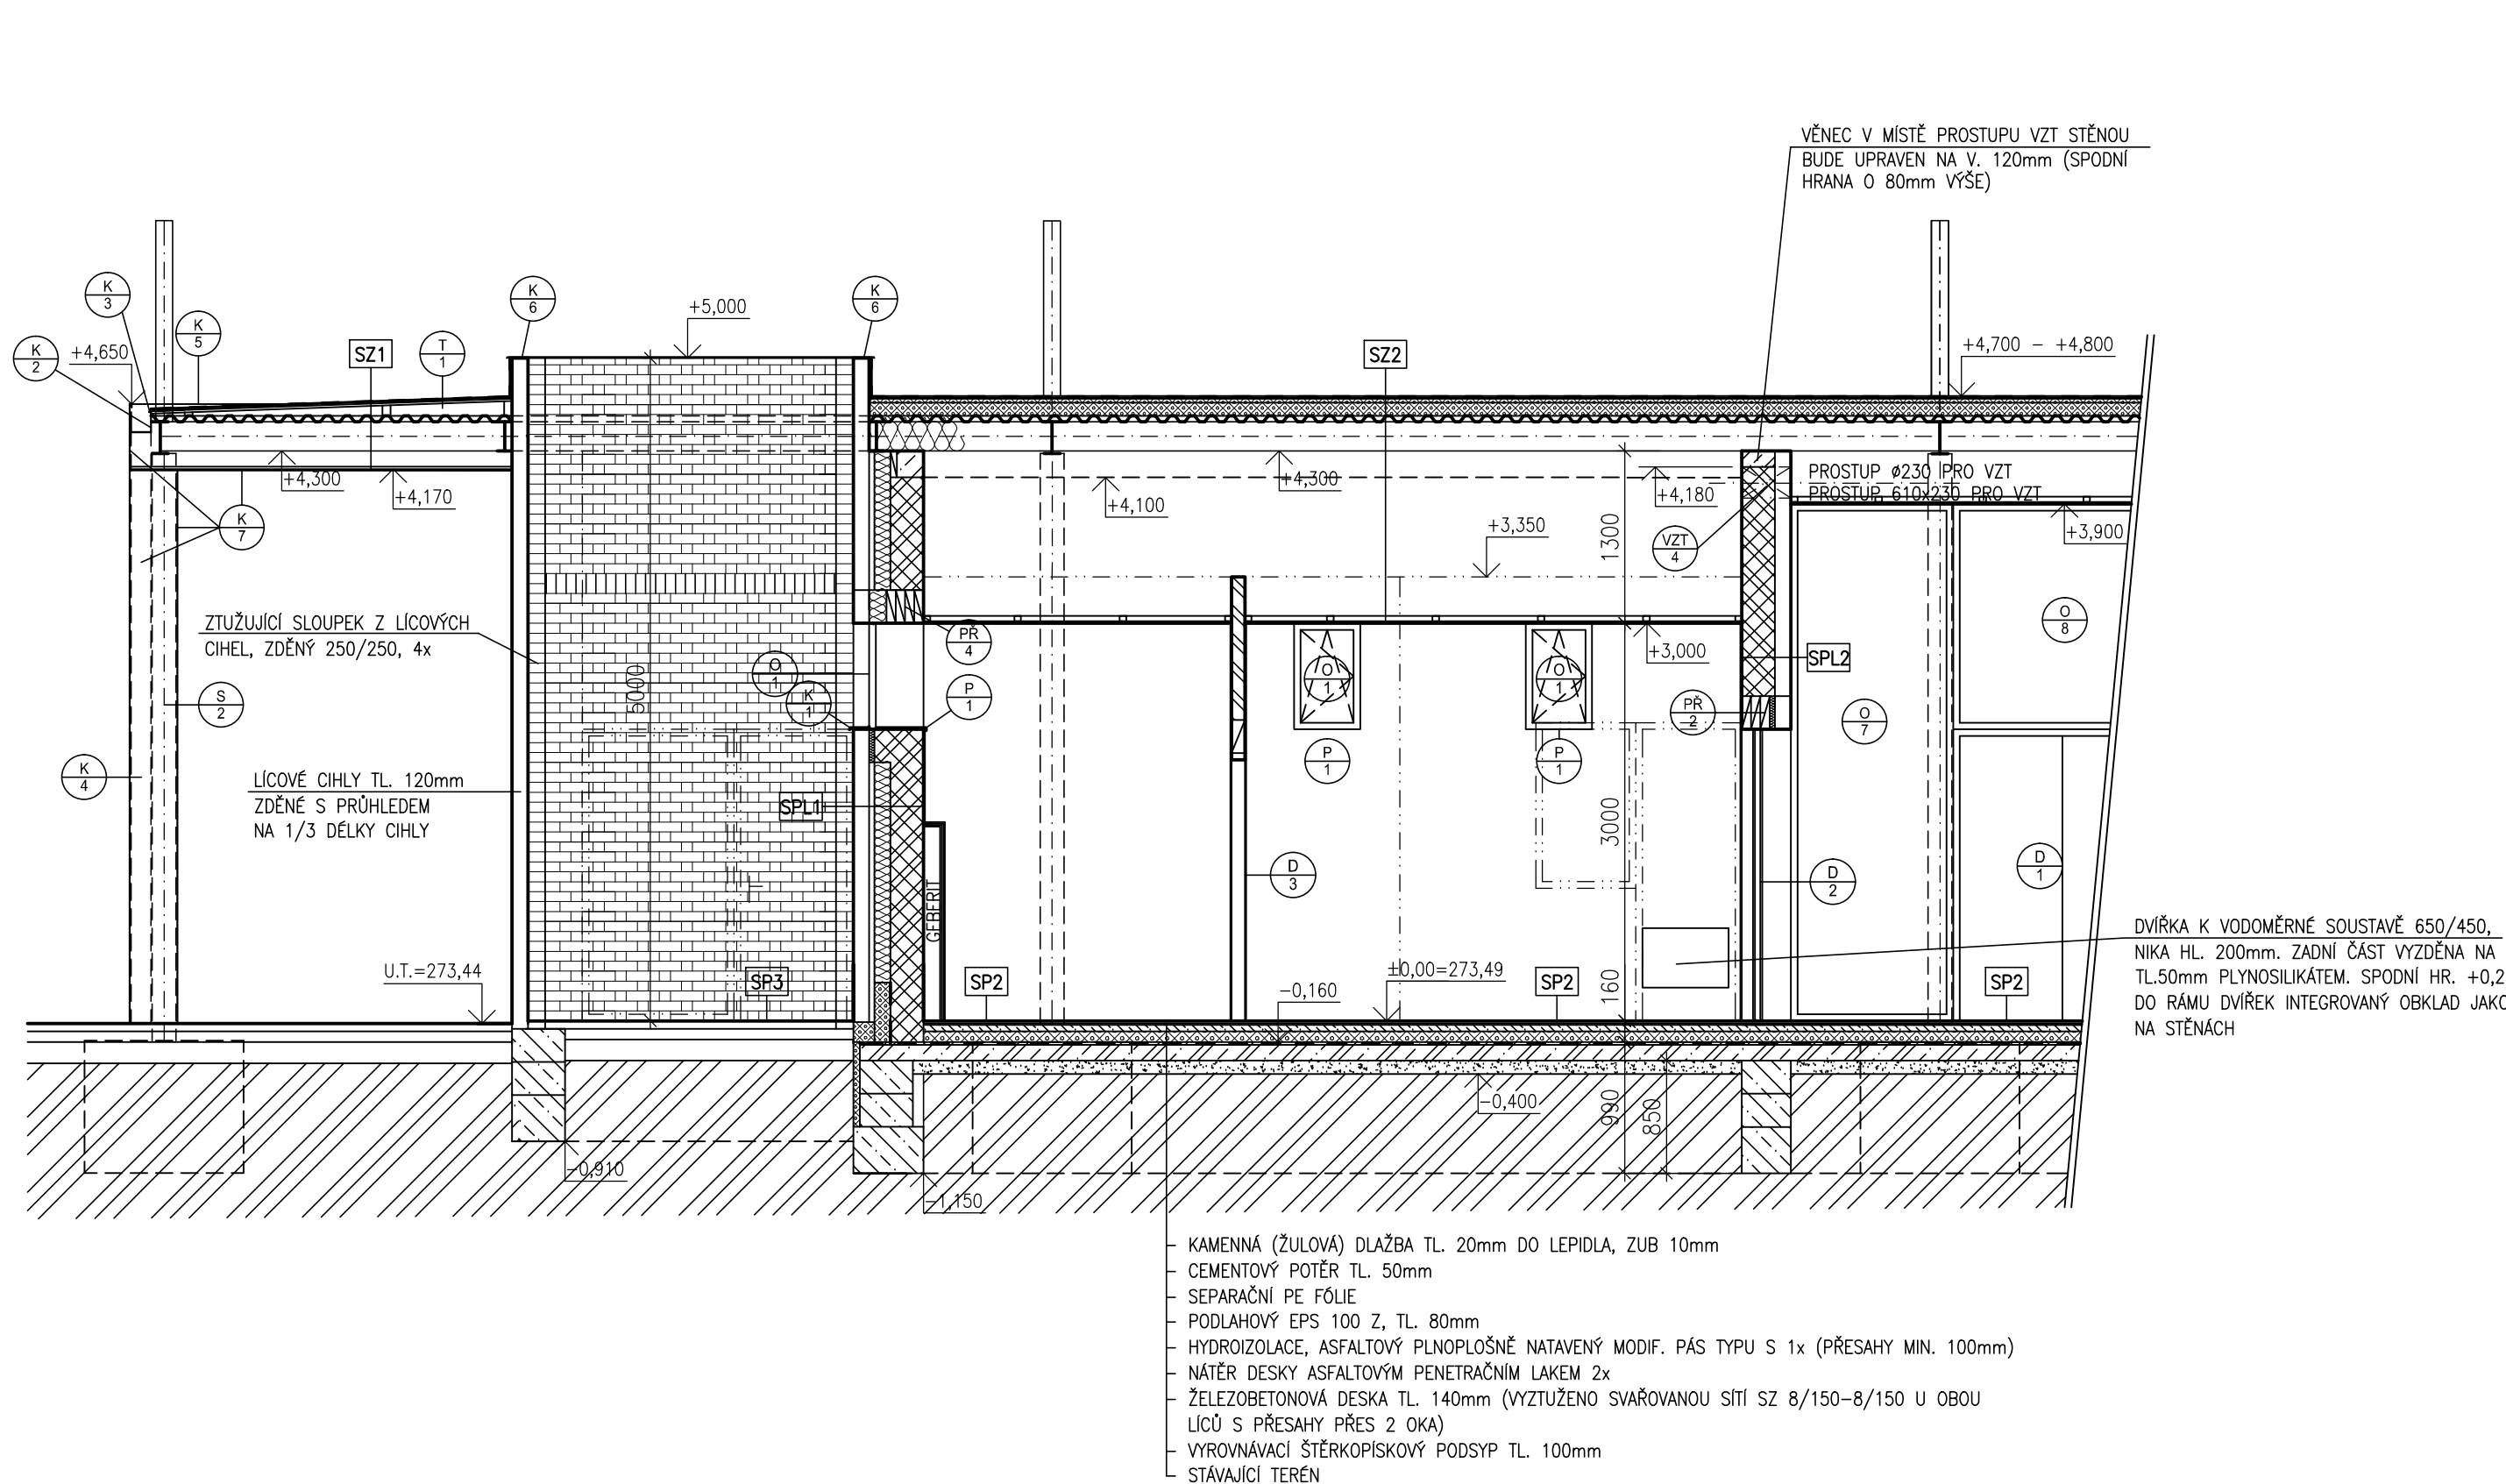 VĚNEC V MÍSTĚ PROSTUPU VZT STĚNOU
BUDE UPRAVEN NA V. 120mm (SPODNÍ
HRANA O 80mm VÝŠE)
K
3
K
5
K
2
+4,650
SZ1
T
1
K
6
+5,000
K
6
SZ2
+4,700 – +4,800
+4,300
+4,170
K
7
+4,100
+4,300
+4,180
PROSTUP ø230 PRO VZT
PROSTUP 610x230 PRO VZT
+3,900
+3,350
1300
VZT
4
ZTUŽUJÍCÍ SLOUPEK Z LÍCOVÝCH
CIHEL, ZDĚNÝ 250/250, 4x
5000
PŘ
4
O
1
K
1
P
1
O
1
O
1
+3,000
SPL2
O
8
S
2
PŘ
2
O
7
K
4
P
1
P
1
LÍCOVÉ CIHLY TL. 120mm
ZDĚNÉ S PRŮHLEDEM
NA 1/3 DÉLKY CIHLY
SPL1
3000
GEBERIT
D
3
D
2
D
1
U.T.=273,44
SP3
SP2
-0,160
±0,00=273,49
SP2
160
SP2
DVÍŘKA K VODOMĚRNÉ SOUSTAVĚ 650/450,
NIKA HL. 200mm. ZADNÍ ČÁST VYZDĚNA NA
TL.50mm PLYNOSILIKÁTEM. SPODNÍ HR. +0,2
DO RÁMU DVÍŘEK INTEGROVANÝ OBKLAD JAKO
NA STĚNÁCH
-0,400
990
850
-0,910
-1,150
KAMENNÁ (ŽULOVÁ) DLAŽBA TL. 20mm DO LEPIDLA, ZUB 10mm
CEMENTOVÝ POTĚR TL. 50mm
SEPARAČNÍ PE FÓLIE
PODLAHOVÝ EPS 100 Z, TL. 80mm
HYDROIZOLACE, ASFALTOVÝ PLNOPLOŠNĚ NATAVENÝ MODIF. PÁS TYPU S 1x (PŘESAHY MIN. 100mm)
NÁTĚR DESKY ASFALTOVÝM PENETRAČNÍM LAKEM 2x
ŽELEZOBETONOVÁ DESKA TL. 140mm (VYZTUŽENO SVAŘOVANOU SÍTÍ SZ 8/150-8/150 U OBOU
LÍCŮ S PŘESAHY PŘES 2 OKA)
VYROVNÁVACÍ ŠTĚRKOPÍSKOVÝ PODSYP TL. 100mm
STÁVAJÍCÍ TERÉN